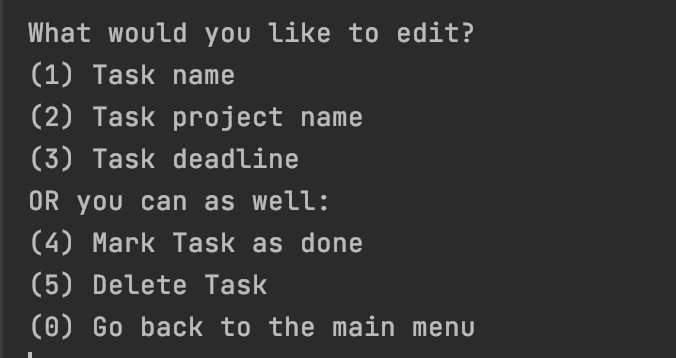 What would you like to edit?
(1) Task name
(2) Task project name
(3) Task deadline
OR you can as well:
(4) Mark Task as done
(5) Delete Task
(0) Go back to the main menu